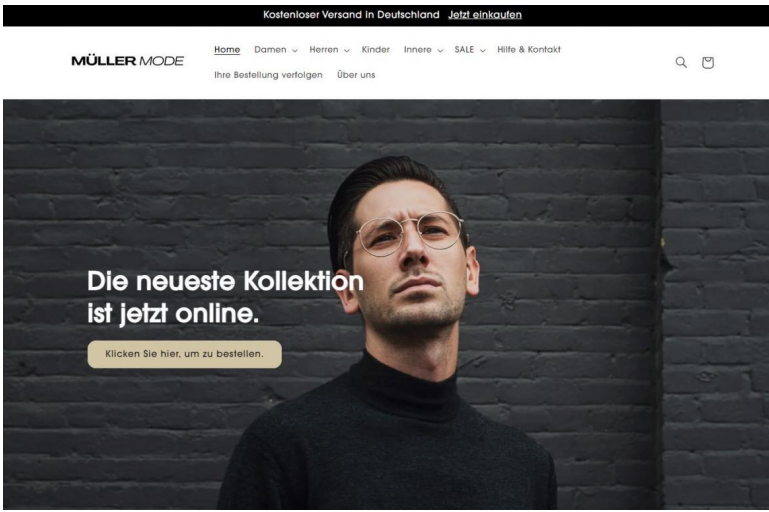 Kostenloser Versand in Deutschland Jetzt einkaufen
MÜLLER MODE
Home Damen Herren Kinder Innere SALE Hilfe & Kontakt
Ihre Bestellung verfolgen Über uns
Die neueste Kollektion
ist jetzt online.
Klicken Sie hier, um zu bestellen.